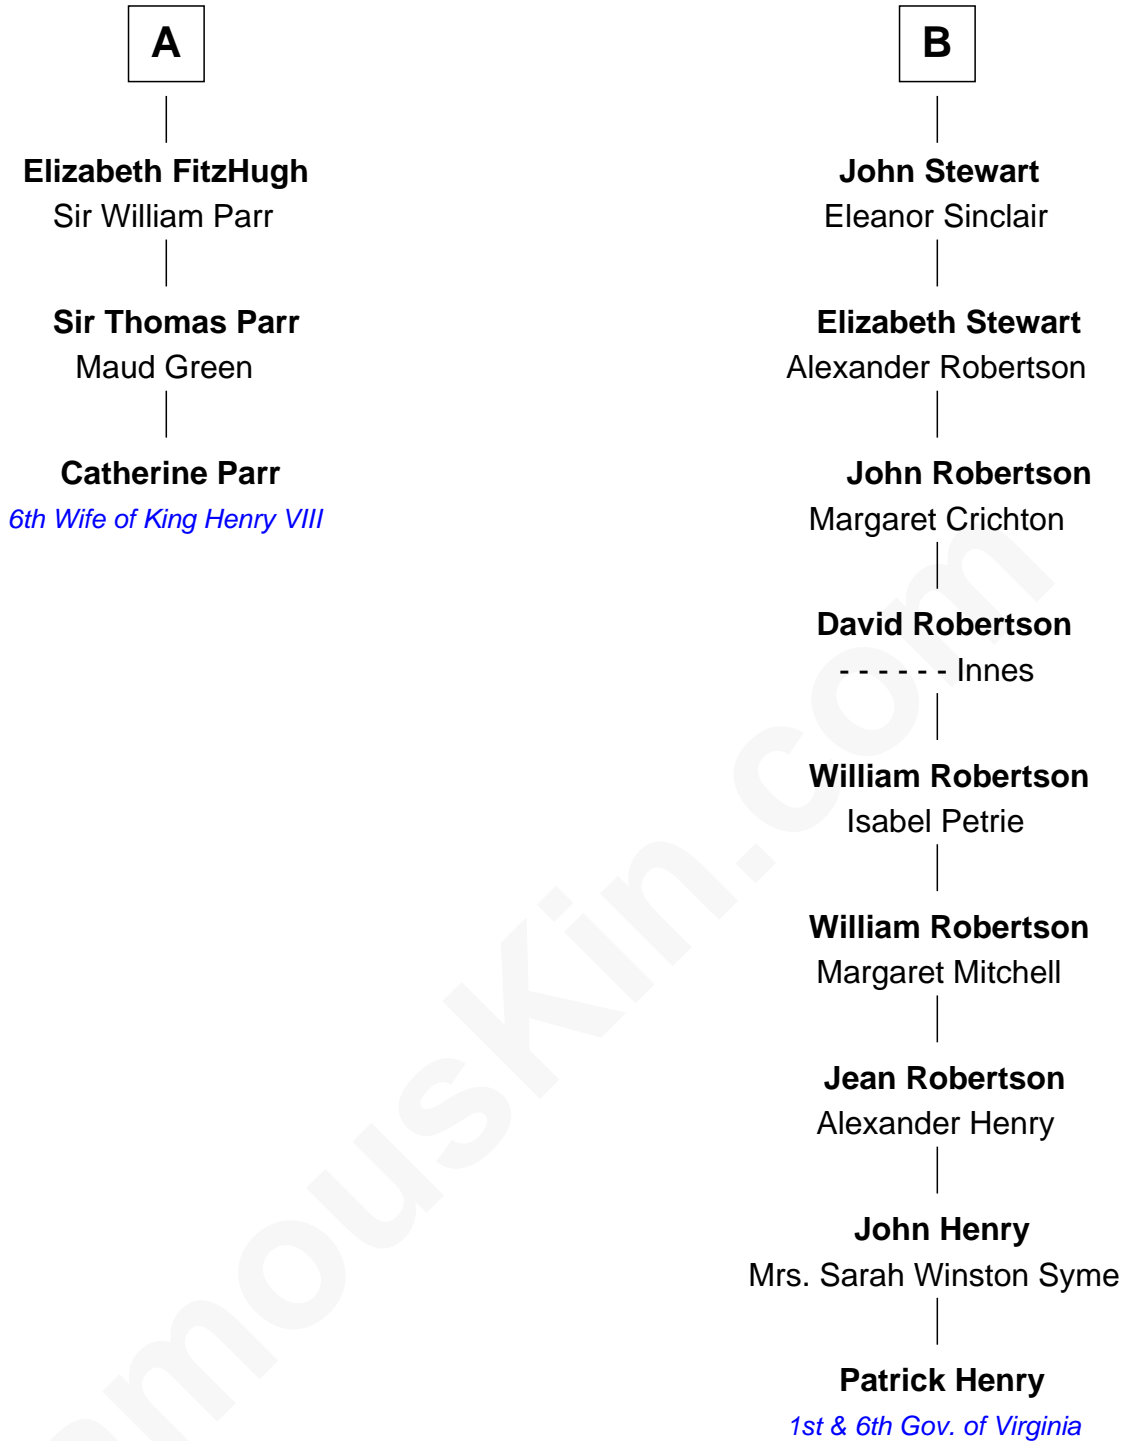 A
Elizabeth FitzHugh
Sir William Parr
Sir Thomas Parr
Maud Green
Catherine Parr
6th Wife of King Henry VIII
B
John Stewart
Eleanor Sinclair
Elizabeth Stewart
Alexander Robertson
John Robertson
Margaret Crichton
David Robertson
- - - - - - Innes
William Robertson
Isabel Petrie
William Robertson
Margaret Mitchell
Jean Robertson
Alexander Henry
John Henry
Mrs. Sarah Winston Syme
Patrick Henry
1st & 6th Gov. of Virginia
amouskin.com